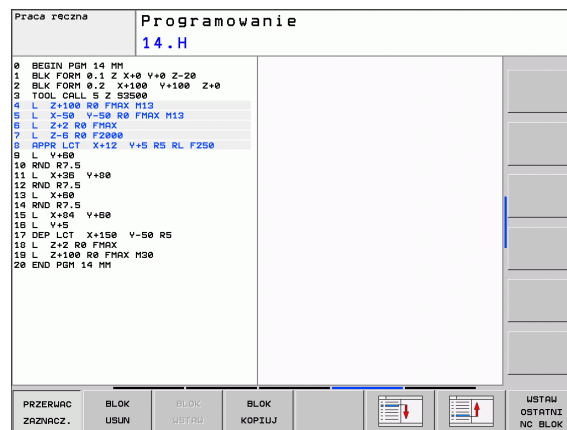 Praca ręczna
Programowanie
14.H
0 BEGIN PGM 14 MM
1 BLK FORM 0.1 Z X+0 Y+0 Z-20
2 BLK FORM 0.2 X+100 Y+100 Z+0
3 TOOL CALL 5 Z S3500
4 L Z+100 R0 FMAX M13
5 L X-50 Y-50 R0 FMAX M13
6 L Z+2 R0 FMAX
7 L Z-6 R0 F2000
8 APPR LCT X+12 Y+5 R5 RL F250
9 L Y+60
10 RND R7.5
11 L X+36 Y+80
12 RND R7.5
13 L X+60
14 RND R7.5
15 L X+84 Y+60
16 L Y+5
17 DEP LCT X+150 Y-50 R5
18 L Z+2 R0 FMAX
19 L Z+100 R0 FMAX M30
20 END PGM 14 MM
PRZERWAC
ZAZNACZ.
BLOK
USUN
BLOK
WSTAW
BLOK
KOPIUJ
WSTAW
OSTATNI
NC BLOK